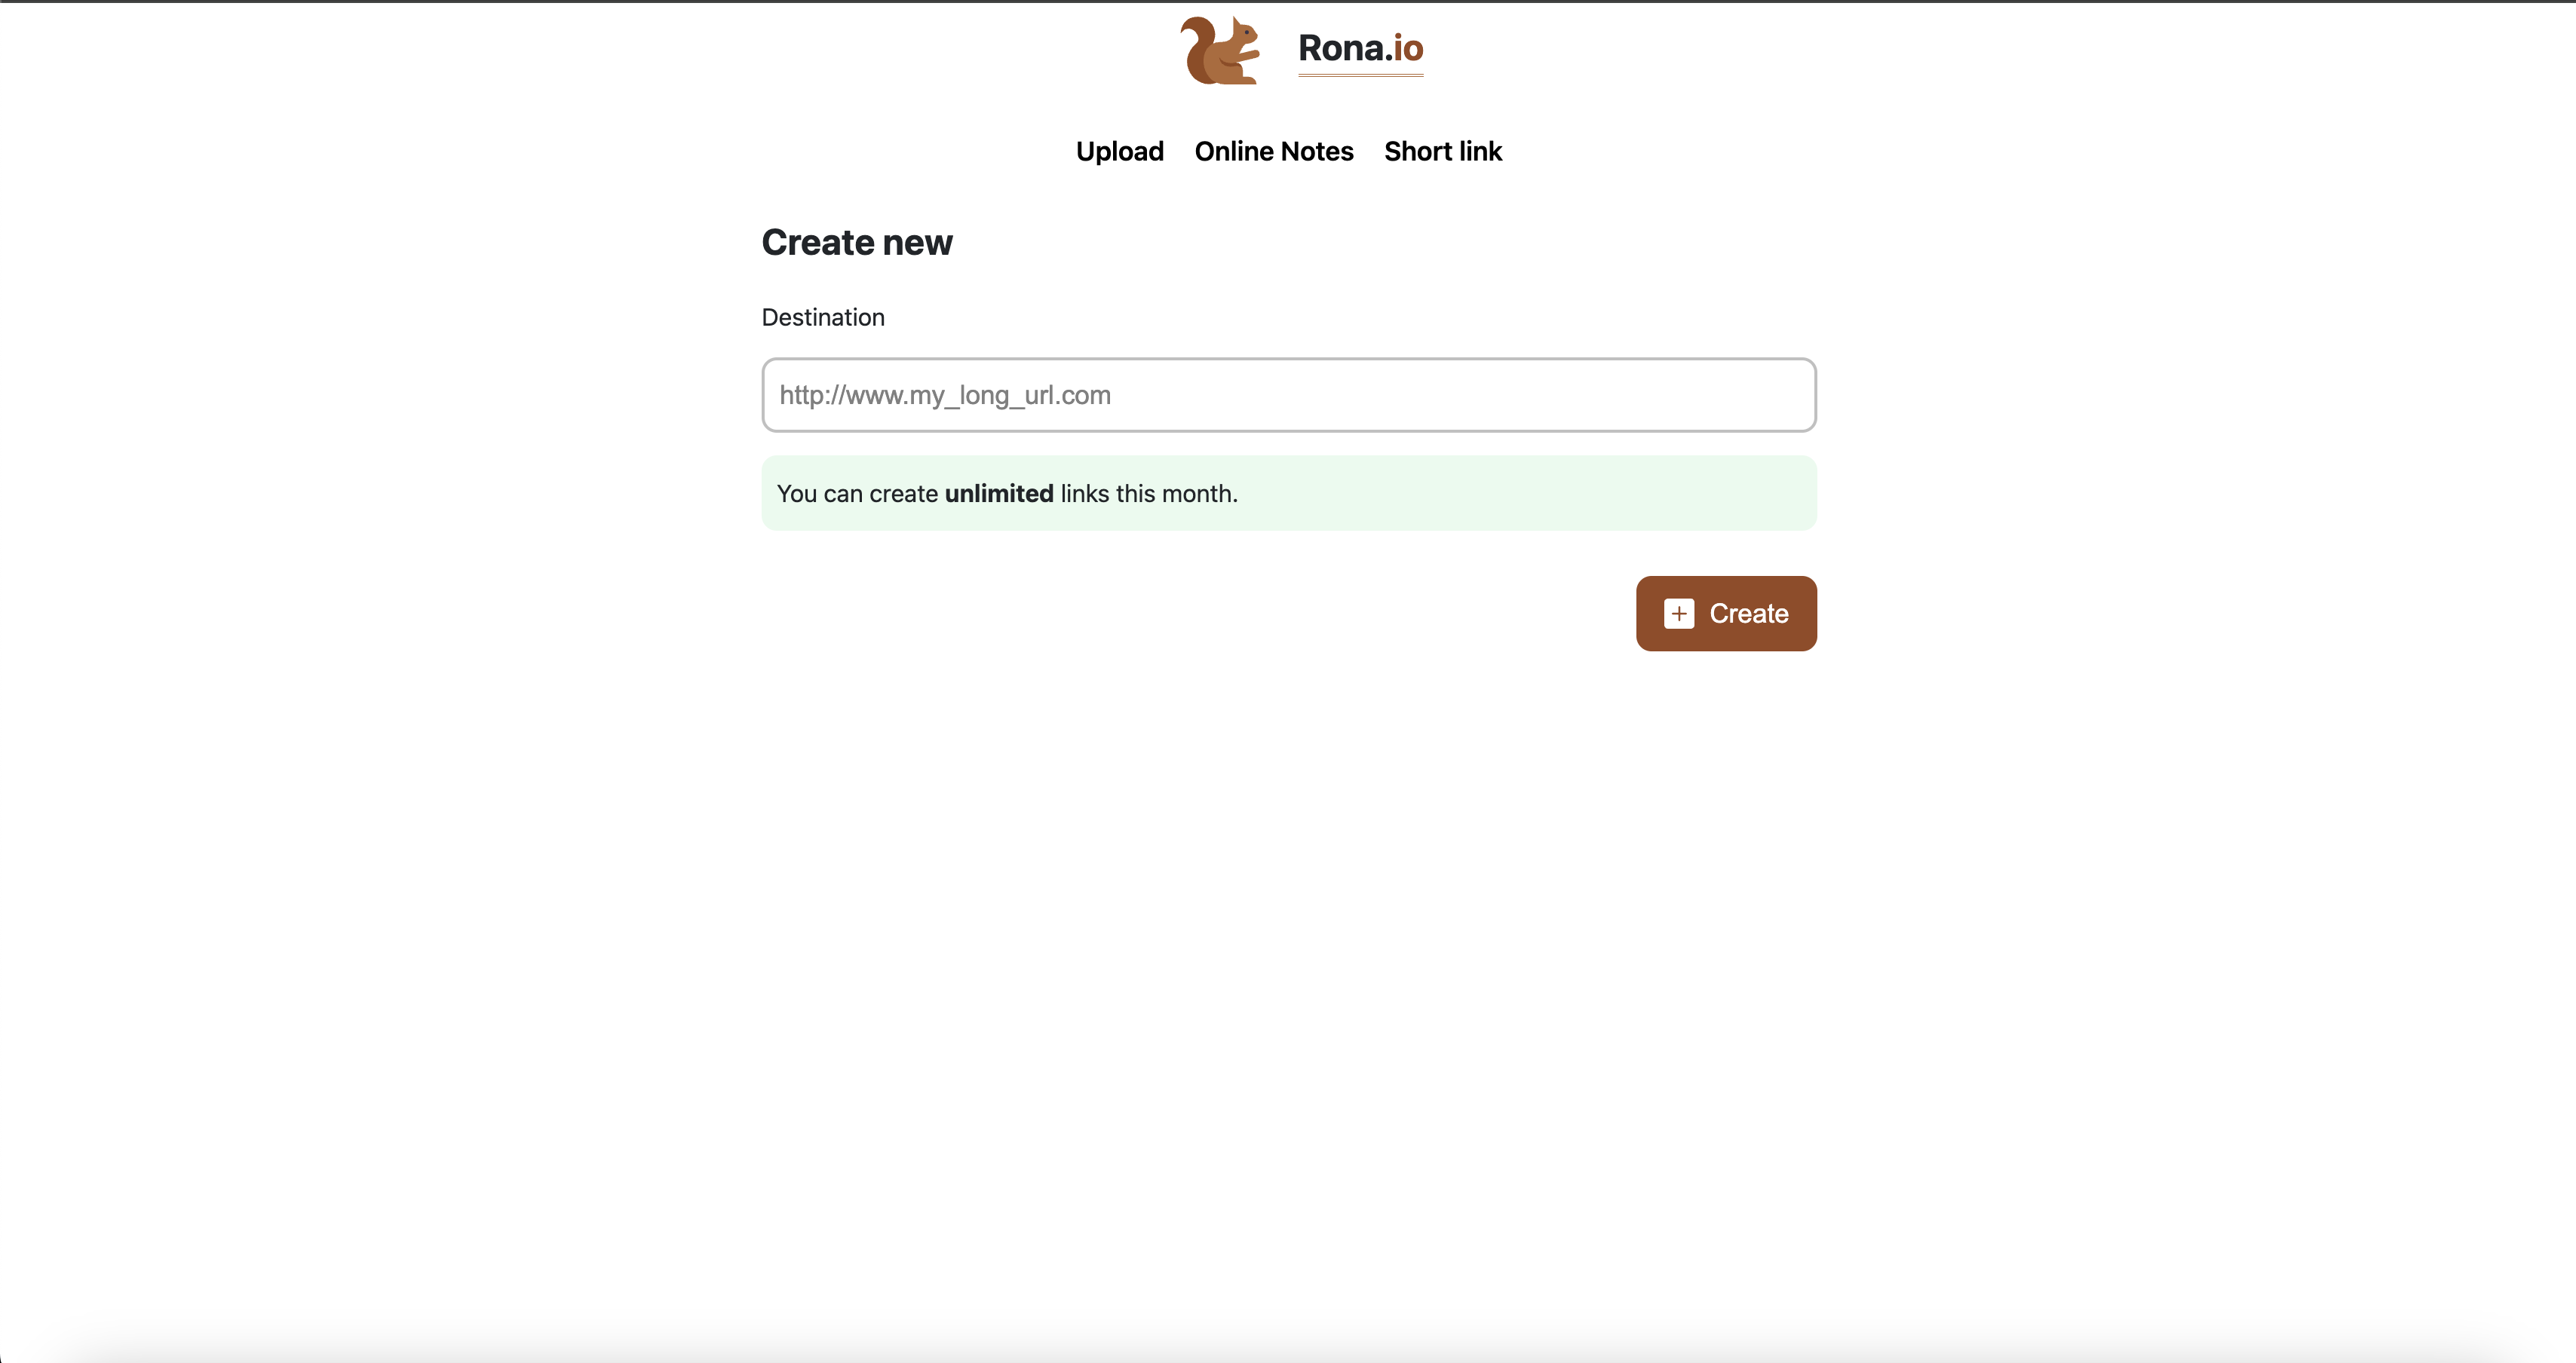 Rona.io
Upload Online Notes Short link
Create new
Destination
http://www.my_long_url.com
You can create unlimited links this month.
Create